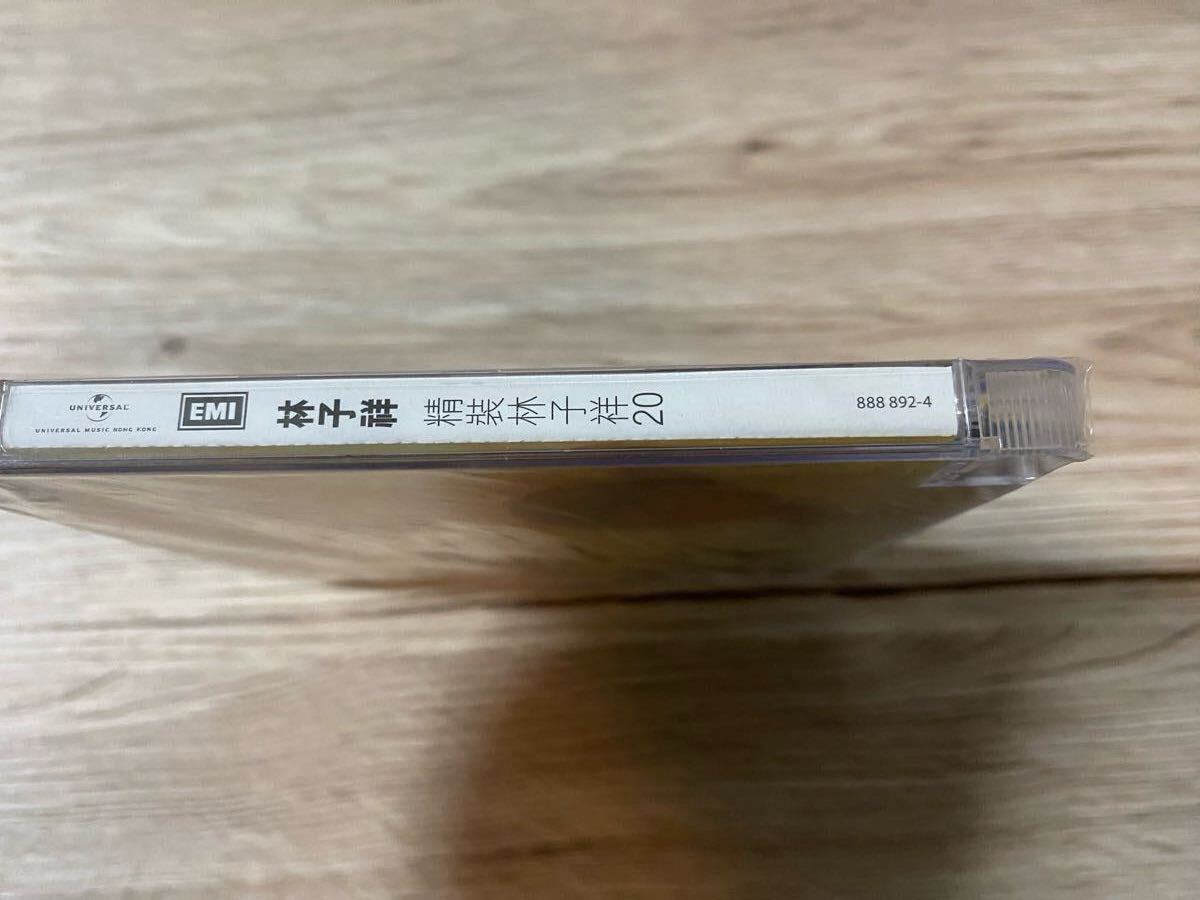 UNIVERSAL
UNIVERSAL MUSIC HONG KONG
EMI
林子祥
精裝林子祥20
888 892-4